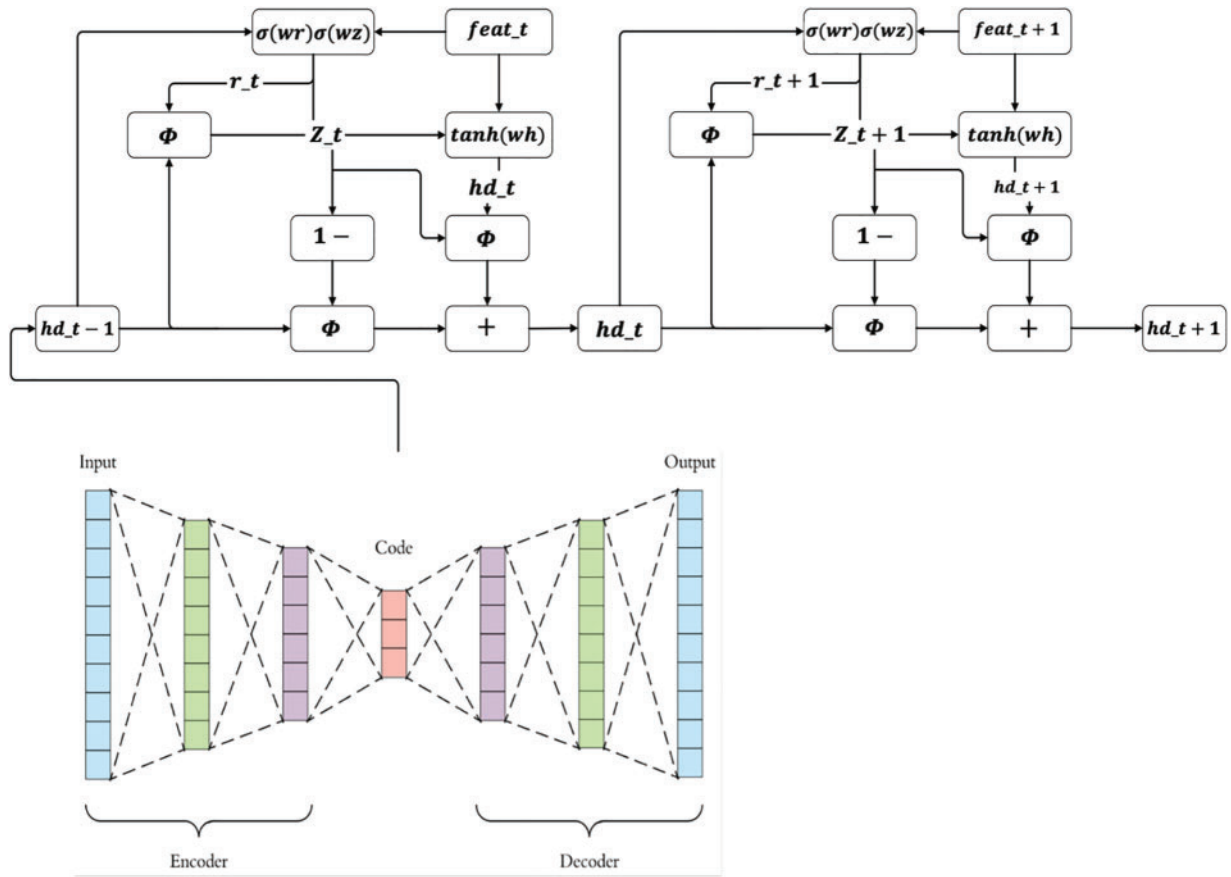 σ(wr)σ(wz)
feat_t
σ(wr)σ(wz)
feat_t+1
r_t
r_t+1
Φ
Z_t
tanh(wh)
Φ
Z_t+1
tanh(wh)
hd_t
hd_t+1
1−
Φ
1−
Φ
hd_t−1
Φ
+
hd_t
Φ
+
hd_t+1
Input
Output
Code
Encoder
Decoder